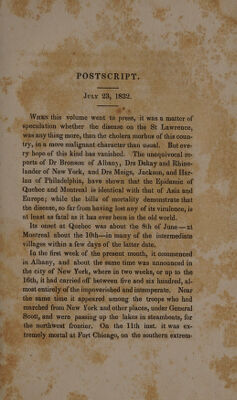 POSTSCRIPT.
JULY 23, 1832.
WHEN this volume went to press, it was a matter of
speculation whether the disease on the St Lawrence,
was any thing more, than the cholera morbus of this coun-
try, in a more malignant character than usual. But eve-
ry hope of this kind has vanished. The unequivocal re-
ports of Dr Bronson of Albany, Drs Dekay and Rhine-
lander of New York, and Drs Meigs, Jackson, and Har-
lan of Philadelphia, have shown that the Epidemic of
Quebec and Montreal is identical with that of Asia and
Europe; while the bills of mortality demonstrate that
the disease, so far from having lost any of its virulence, is
at least as fatal as it has ever been in the old world.
Its onset at Quebec was about the 8th of June—at
Montreal about the 10th—in many of the intermediate
villages within a few days of the latter date.
In the first week of the present month, it commenced
in Albany, and about the same time was announced in
the city of New York, where in two weeks, or up to the
16th, it had carried off between five and six hundred, al-
most entirely of the impoverished and intemperate. Near
the same time it appeared among the troops who had
marched from New York and other places, under General
Scott, and were passing up the lakes in steamboats, for
the northwest frontier. On the 11th inst. it was ex-
tremely mortal at Fort Chicago, on the southern extrem-